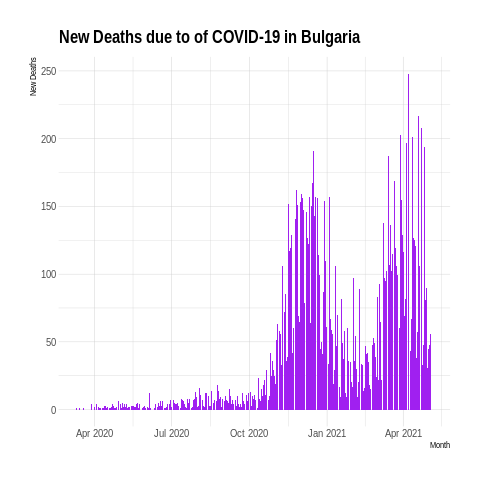 New Deaths due to of COVID-19 in Bulgaria
New Deaths
250
200
150
100
50
0
Apr 2020 Jul 2020 Oct 2020 Jan 2021 Apr 2021
Month